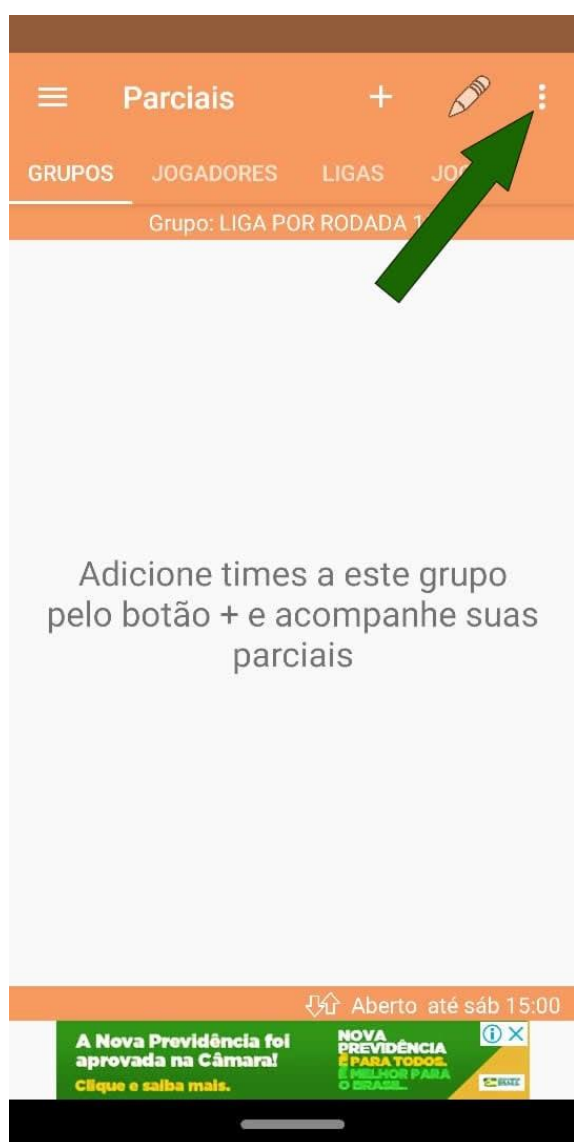 Parciais
GRUPOS JOGADORES LIGAS
Grupo: LIGA POR RODADA
Adicione times a este grupo
pelo botão + e acompanhe suas
parciais
Aberto até sáb 15:00
A Nova Previdência foi
aprovada na Câmara!
Clique e saiba mais.
NOVA
PREVIDÊNCIA
É PARA TODOS.
É MELHOR PARA
O BRASIL.